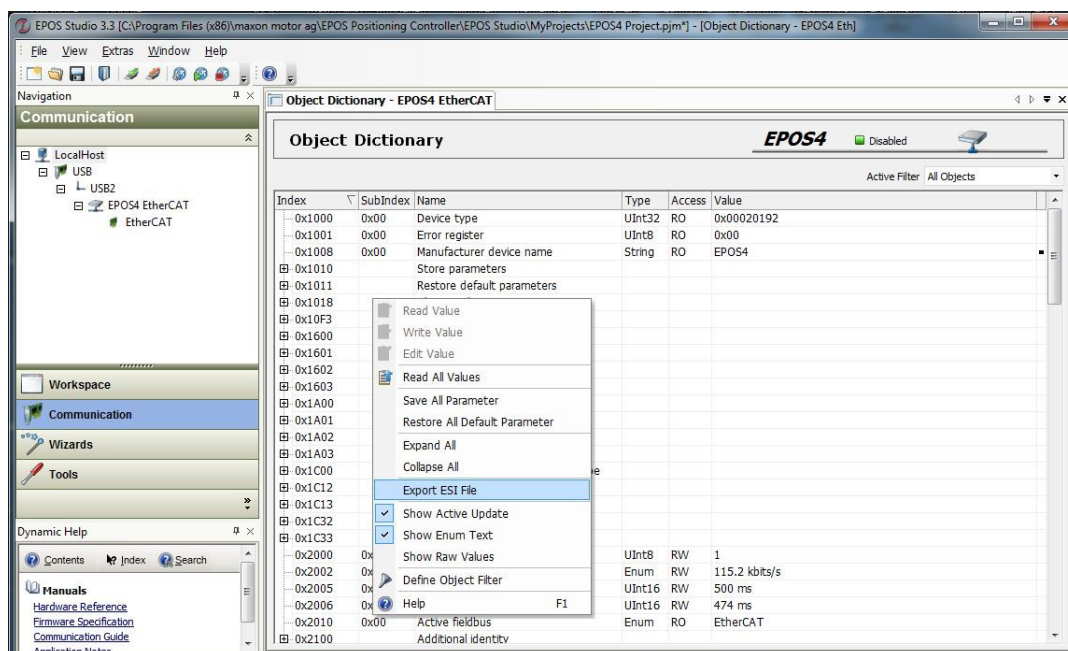 EPOS Studio 3.3 [C:\Program Files (x86)\maxon motor ag\EPOS Positioning Controller\EPOS Studio\MyProjects\EPOS4 Project.pjm*] - [Object Dictionary - EPOS4 Eth]
File View Extras Window Help
Navigation
Communication
LocalHost
USB
USB2
EPOS4 EtherCAT
EtherCAT
Workspace
Communication
Wizards
Tools
Dynamic Help
Contents Index Search
Manuals
Hardware Reference
Firmware Specification
Communication Guide
Application Notes
Object Dictionary - EPOS4 EtherCAT
Object Dictionary EPOS4 Disabled
Active Filter All Objects
Index SubIndex Name Type Access Value
0x1000 0x00 Device type UInt32 RO 0x00020192
0x1001 0x00 Error register UInt8 RO 0x00
0x1008 0x00 Manufacturer device name String RO EPOS4
0x1010 Store parameters
0x1011 Restore default parameters
0x1018
0x10F3
0x1600
0x1601
0x1602
0x1603
0x1A00
0x1A01
0x1A02
0x1A03
0x1C00
0x1C12
0x1C13
0x1C32
0x1C33
0x2000 0x UInt8 RW 1
0x2002 0x Enum RW 115.2 kbits/s
0x2005 0x UInt16 RW 500 ms
0x2006 0x UInt16 RW 474 ms
0x2010 0x00 Active fieldbus Enum RO EtherCAT
0x2100 Additional identity
Read Value
Write Value
Edit Value
Read All Values
Save All Parameter
Restore All Default Parameter
Expand All
Collapse All
Export ESI File
Show Active Update
Show Enum Text
Show Raw Values
Define Object Filter
Help F1